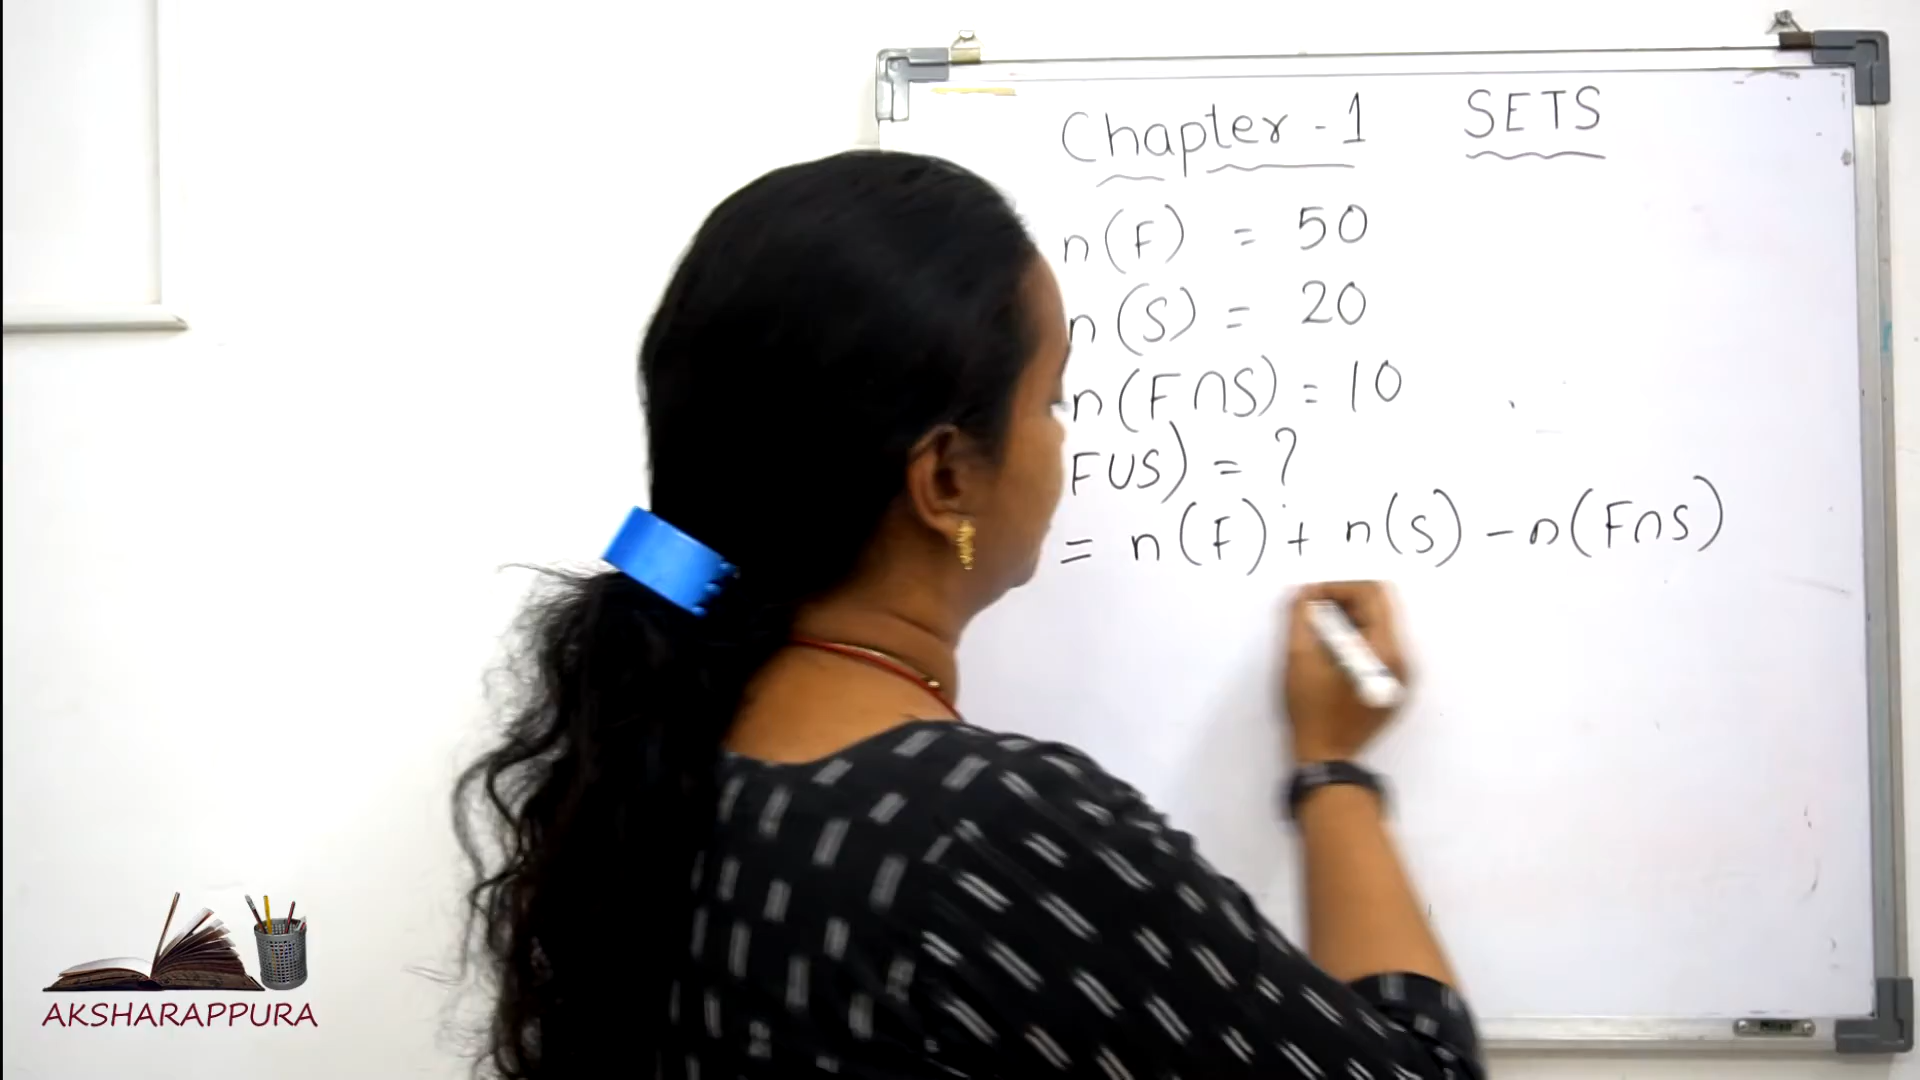 Chapter - 1 SETS
n(F) = 50
n(S) = 20
n(F∩S) = 10
F∪S) = ?
= n(F) + n(S) - n(F∩S)
AKSHARAPPURA